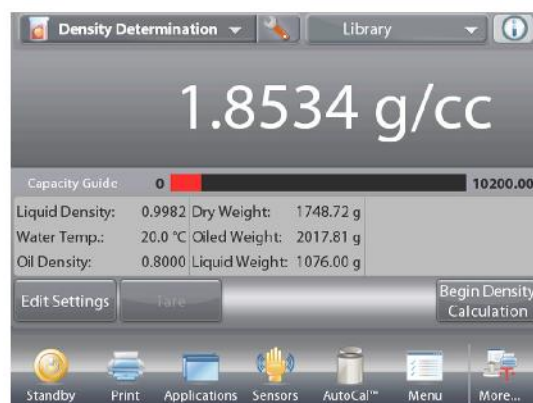 Density Determination Library
1.8534 g/cc
Capacity Guide 0 10200.00
Liquid Density: 0.9982 Dry Weight: 1748.72 g
Water Temp.: 20.0 °C Oiled Weight: 2017.81 g
Oil Density: 0.8000 Liquid Weight: 1076.00 g
Edit Settings Tare Begin Density
Calculation
Standby Print Applications Sensors AutoCal™ Menu More...